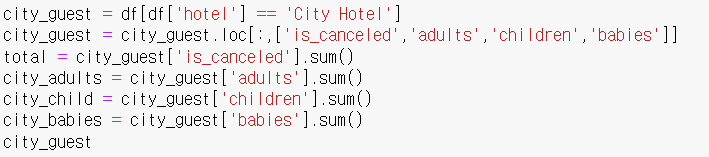 city_guest = df[df['hotel'] == 'City Hotel']
city_guest = city_guest.loc[:,['is_canceled','adults','children','babies']]
total = city_guest['is_canceled'].sum()
city_adults = city_guest['adults'].sum()
city_child = city_guest['children'].sum()
city_babies = city_guest['babies'].sum()
city_guest